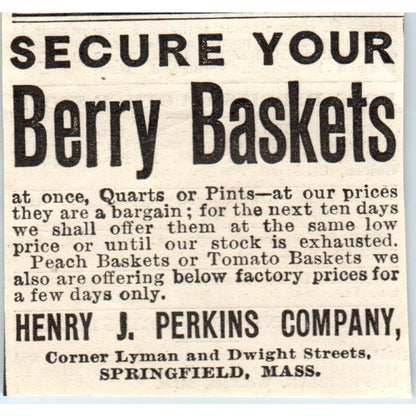 SECURE YOUR
Berry Baskets
at once, Quarts or Pints—at our prices
they are a bargain; for the next ten days
we shall offer them at the same low
price or until our stock is exhausted.
Peach Baskets or Tomato Baskets we
also are offering below factory prices for
a few days only.
HENRY J. PERKINS COMPANY,
Corner Lyman and Dwight Streets,
SPRINGFIELD, MASS.